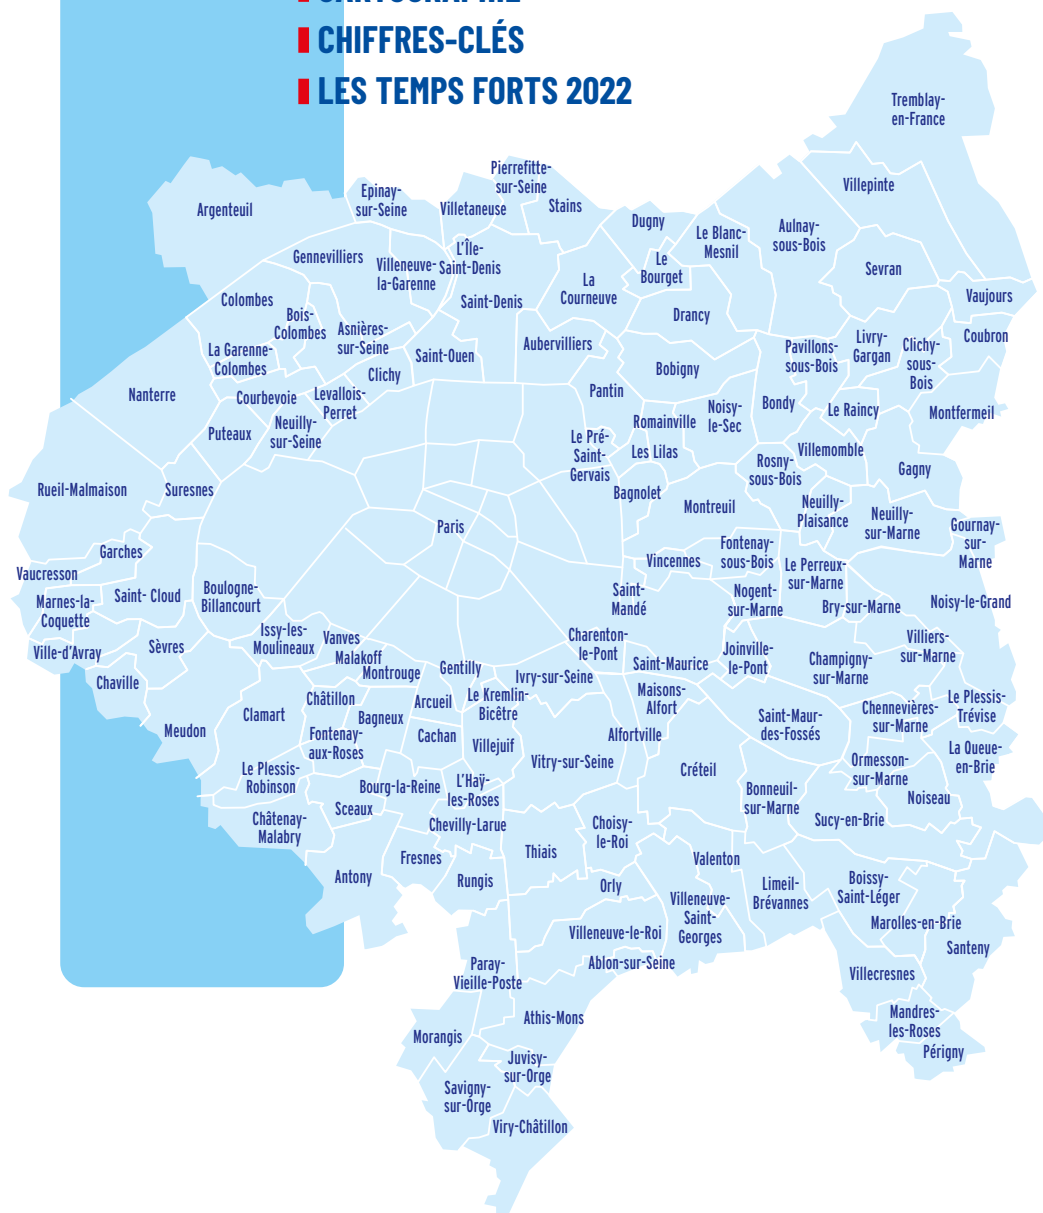 CARTOGRAPHIE
CHIFFRES-CLÉS
LES TEMPS FORTS 2022
Tremblay-
en-France
Pierrefitte-
sur-Seine
Villepinte
Epinay-
sur-Seine
Argenteuil
Villetaneuse
Stains
Dugny
Le Blanc-
Mesnil
Aulnay-
sous-Bois
Gennevilliers
Villeneuve-
la-Garenne
L'Île-
Saint-Denis
Le
Bourget
Sevran
La
Courneuve
Colombes
Saint-Denis
Vaujours
Bois-
Colombes
Drancy
Asnières-
sur-Seine
Aubervilliers
Coubron
La Garenne-
Colombes
Saint-Ouen
Pavillons-
sous-Bois
Livry-
Gargan
Clichy-
sous-
Bois
Clichy
Bobigny
Nanterre
Courbevoie
Levallois-
Perret
Pantin
Noisy-
le-Sec
Bondy
Le Raincy
Montfermeil
Puteaux
Neuilly-
sur-Seine
Romainville
Le Pré-
Saint-
Gervais
Les Lilas
Rosny-
sous-Bois
Villemomble
Gagny
Rueil-Malmaison
Suresnes
Bagnolet
Montreuil
Neuilly-
Plaisance
Neuilly-
sur-Marne
Gournay-
sur-
Marne
Paris
Garches
Vaucresson
Vincennes
Fontenay-
sous-Bois
Le Perreux-
sur-Marne
Marnes-la-
Coquette
Saint- Cloud
Boulogne-
Billancourt
Saint-
Mandé
Nogent-
sur-Marne
Bry-sur-Marne
Noisy-le-Grand
Ville-d'Avray
Sèvres
Issy-les-
Moulineaux
Vanves
Malakoff
Montrouge
Gentilly
Charenton-
le-Pont
Saint-Maurice
Joinville-
le-Pont
Champigny-
sur-Marne
Villiers-
sur-Marne
Chaville
Ivry-sur-Seine
Châtillon
Arcueil
Le Kremlin-
Bicêtre
Maisons-
Alfort
Chennevières-
sur-Marne
Le Plessis-
Trévise
Meudon
Clamart
Bagneux
Fontenay-
aux-Roses
Cachan
Villejuif
Alfortville
Saint-Maur-
des-Fossés
La Queue-
en-Brie
Le Plessis-
Robinson
Bourg-la-Reine
L'Haÿ-
les-Roses
Vitry-sur-Seine
Créteil
Ormesson-
sur-Marne
Bonneuil-
sur-Marne
Noiseau
Sceaux
Châtenay-
Malabry
Chevilly-Larue
Choisy-
le-Roi
Sucy-en-Brie
Fresnes
Thiais
Valenton
Antony
Rungis
Orly
Limeil-
Brévannes
Boissy-
Saint-Léger
Villeneuve-
Saint-
Georges
Marolles-en-Brie
Villeneuve-le-Roi
Santeny
Paray-
Vieille-Poste
Ablon-sur-Seine
Villecresnes
Athis-Mons
Mandres-
les-Roses
Morangis
Périgny
Juvisy-
sur-Orge
Savigny-
sur-Orge
Viry-Châtillon